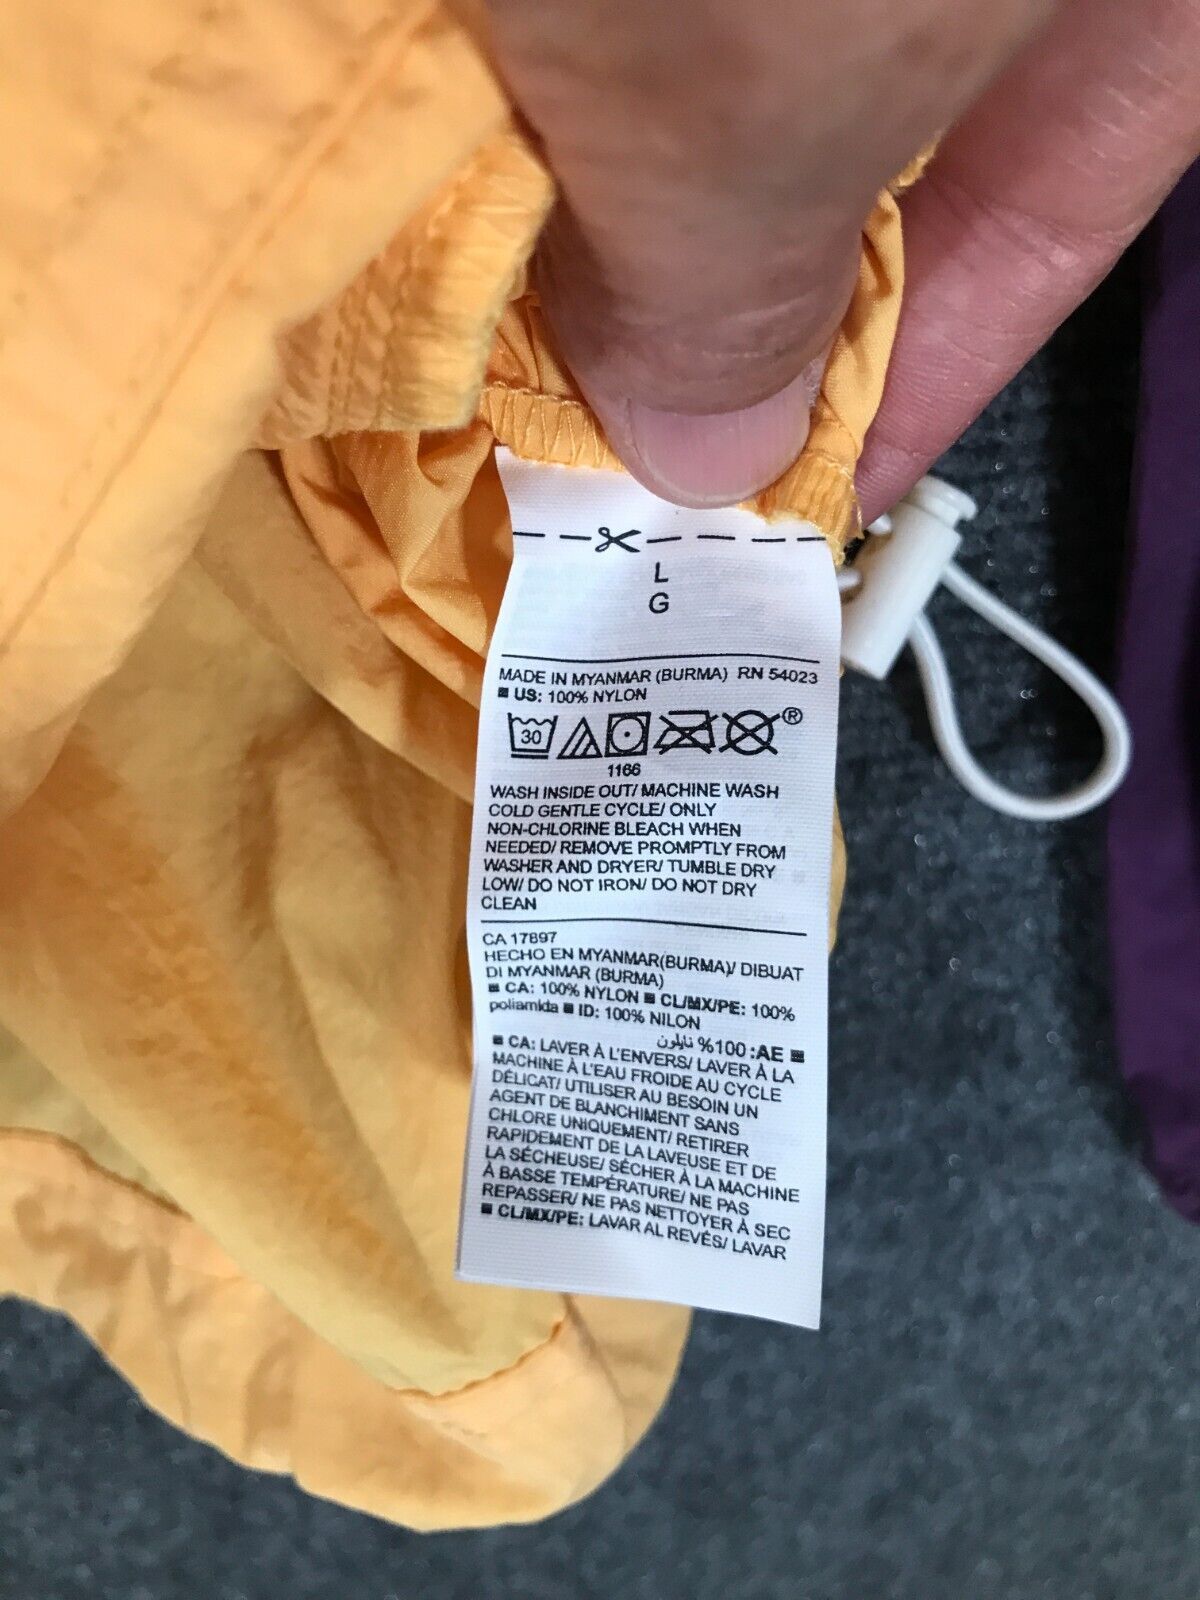 L
G
MADE IN MYANMAR (BURMA) RN 54023
■ US: 100% NYLON
30
®
1166
WASH INSIDE OUT/ MACHINE WASH
COLD GENTLE CYCLE/ ONLY
NON-CHLORINE BLEACH WHEN
NEEDED/ REMOVE PROMPTLY FROM
WASHER AND DRYER/ TUMBLE DRY
LOW/ DO NOT IRON/ DO NOT DRY
CLEAN
CA 17897
HECHO EN MYANMAR(BURMA)/ DIBUAT
DI MYANMAR (BURMA)
■ CA: 100% NYLON ■ CL/MX/PE: 100%
poliamida ■ ID: 100% NILON
■ AE: 100% نايلون
■ CA: LAVER À L'ENVERS/ LAVER À LA
MACHINE À L'EAU FROIDE AU CYCLE
DÉLICAT/ UTILISER AU BESOIN UN
AGENT DE BLANCHIMENT SANS
CHLORE UNIQUEMENT/ RETIRER
RAPIDEMENT DE LA LAVEUSE ET DE
LA SÉCHEUSE/ SÉCHER À LA MACHINE
À BASSE TEMPÉRATURE/ NE PAS
REPASSER/ NE PAS NETTOYER À SEC
■ CL/MX/PE: LAVAR AL REVÉS/ LAVAR